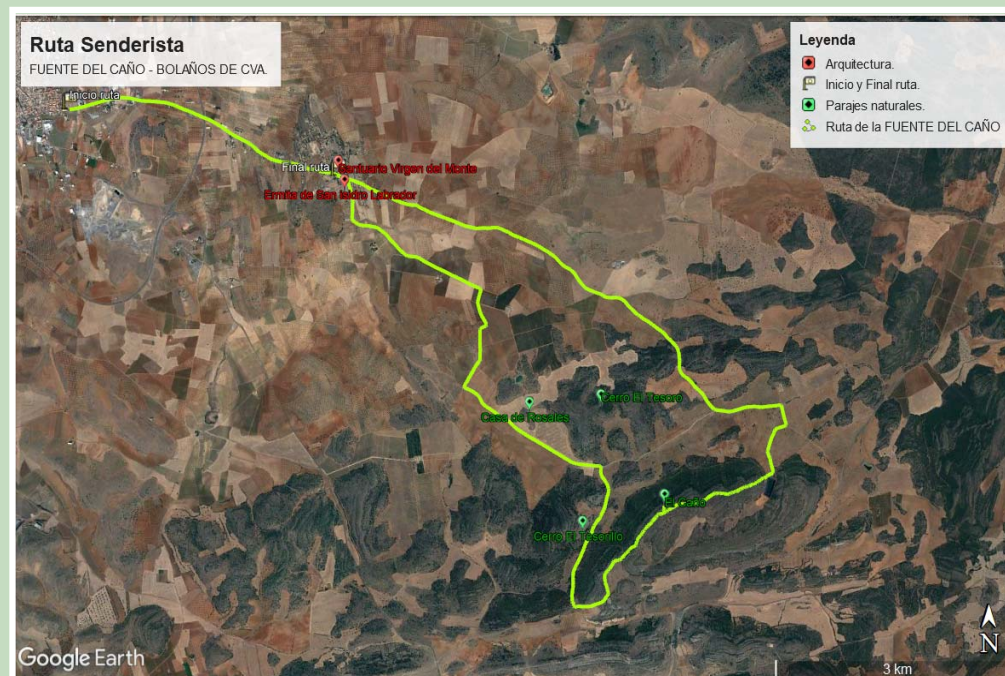 Ruta Senderista
FUENTE DEL CAÑO - BOLAÑOS DE CVA.
Leyenda
Arquitectura.
Inicio y Final ruta.
Parajes naturales.
Ruta de la FUENTE DEL CAÑO
Inicio ruta
Final ruta
Santuario Virgen del Monte
Ermita de San Isidro Labrador
Cerro El Tesoro
Casa de Rosales
El Caño
Cerro El Tesorillo
Google Earth
N
3 km